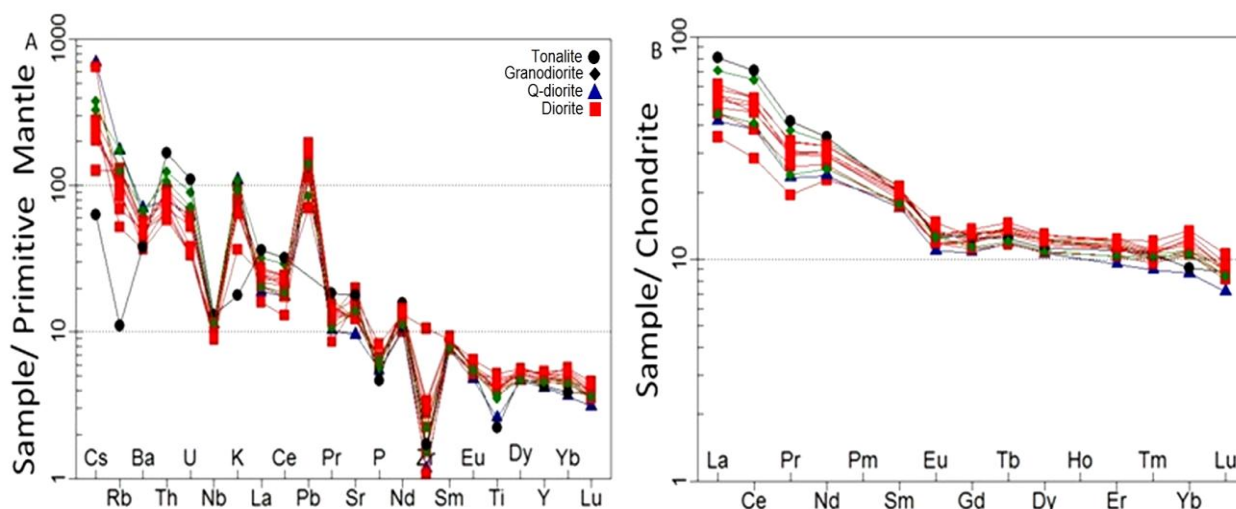 A
1000
100
10
1
Sample/ Primitive Mantle
Tonalite
Granodiorite
Q-diorite
Diorite
Cs Ba U K Ce Pr P Zr Eu Dy Yb
Rb Th Nb La Pb Sr Nd Sm Ti Y Lu
B
100
10
1
Sample/ Chondrite
La Pr Pm Eu Tb Ho Tm Lu
Ce Nd Sm Gd Dy Er Yb